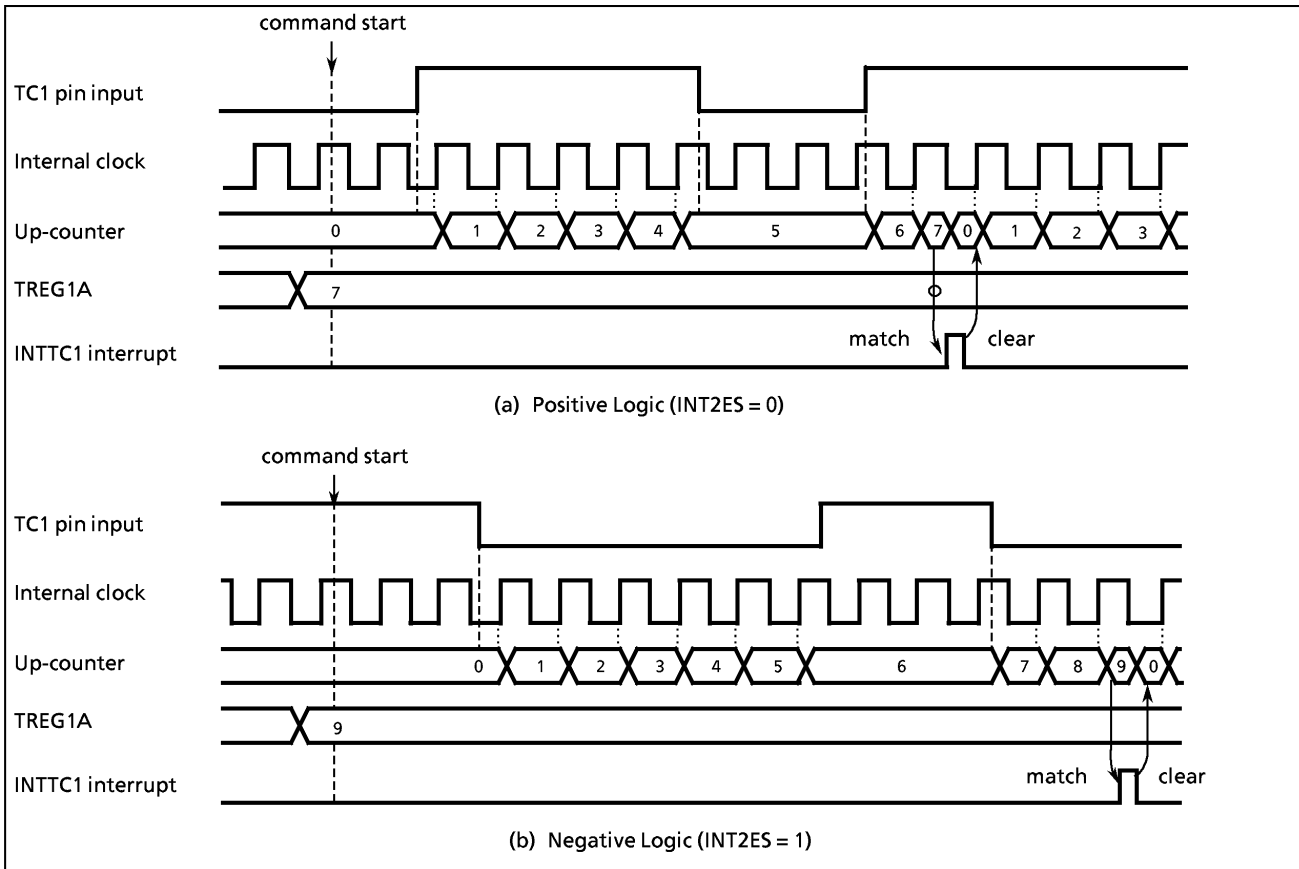 command start
TC1 pin input
Internal clock
Up-counter 0 1 2 3 4 5 6 7 0 1 2 3
TREG1A 7
match clear
INTTC1 interrupt
(a) Positive Logic (INT2ES = 0)
command start
TC1 pin input
Internal clock
Up-counter 0 1 2 3 4 5 6 7 8 9 0
TREG1A 9
match clear
INTTC1 interrupt
(b) Negative Logic (INT2ES = 1)